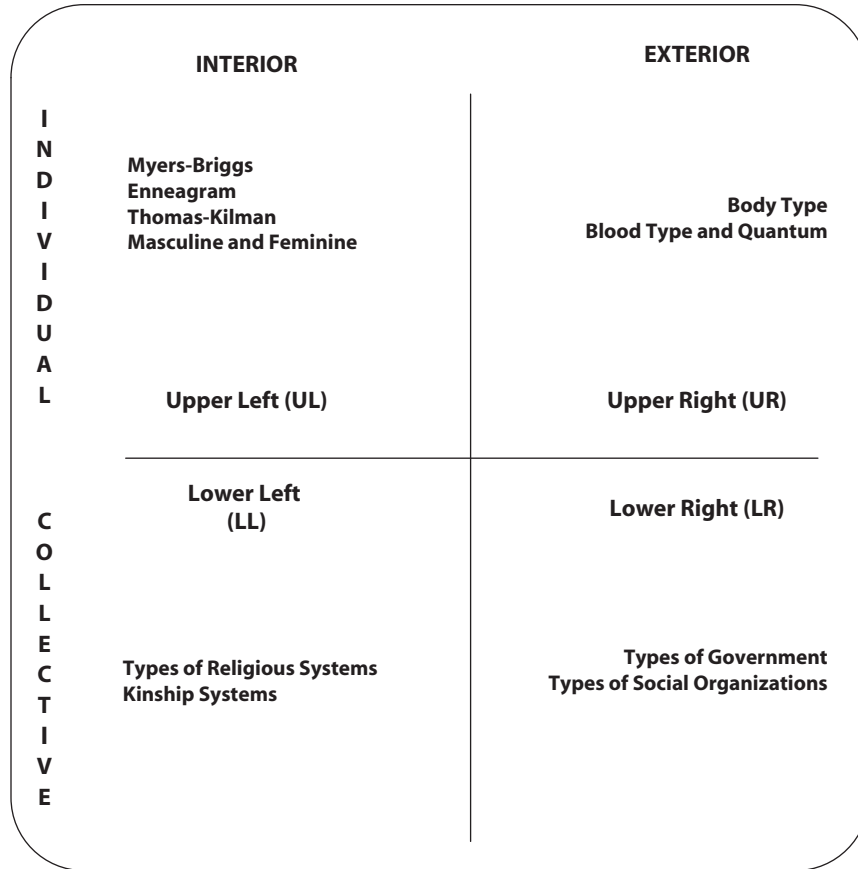 INTERIOR
EXTERIOR
INDIVIDUAL
Myers-Briggs
Enneagram
Thomas-Kilman
Masculine and Feminine
Body Type
Blood Type and Quantum
Upper Left (UL)
Upper Right (UR)
COLLECTIVE
Lower Left
(LL)
Lower Right (LR)
Types of Religious Systems
Kinship Systems
Types of Government
Types of Social Organizations